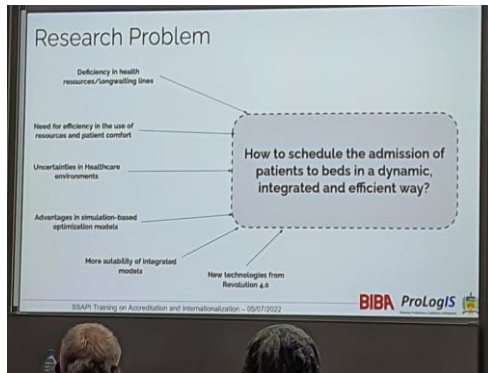 Research Problem
Deficiency in health
resources/longwaiting lines
Need for efficiency in the use of
resources and patient comfort
Uncertainties in Healthcare
environments
Advantages in simulation-based
optimization models
More sutability of integrated
models
New technologies from
Revolution 4.0
How to schedule the admission of
patients to beds in a dynamic,
integrated and efficient way?
BSAPI Training on Accreditation and Internationalization – 05/07/2022
BIBA
ProLogIS